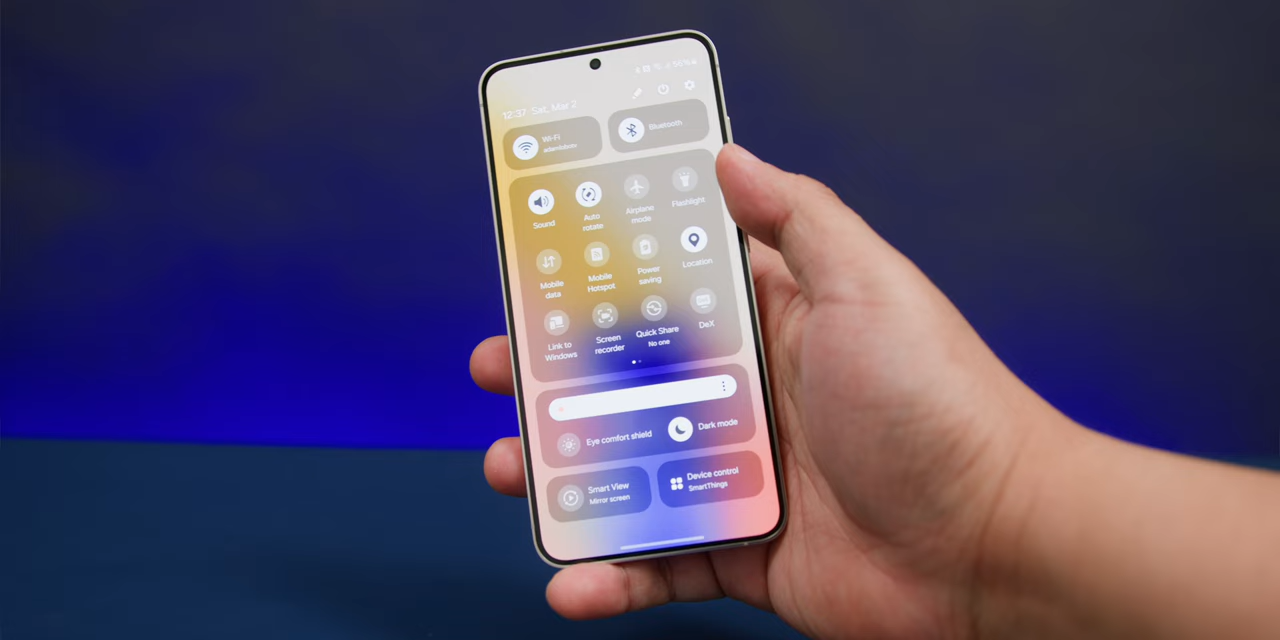 12:37 Sat, Mar 2
Wi-Fi
Bluetooth
Sound
Auto
rotate
Airplane
mode
Flashlight
Mobile
data
Mobile
Hotspot
Power
saving
Location
Link to
Windows
Screen
recorder
Quick Share
No one
DeX
Eye comfort shield
Dark mode
Smart View
Mirror screen
Device control
SmartThings